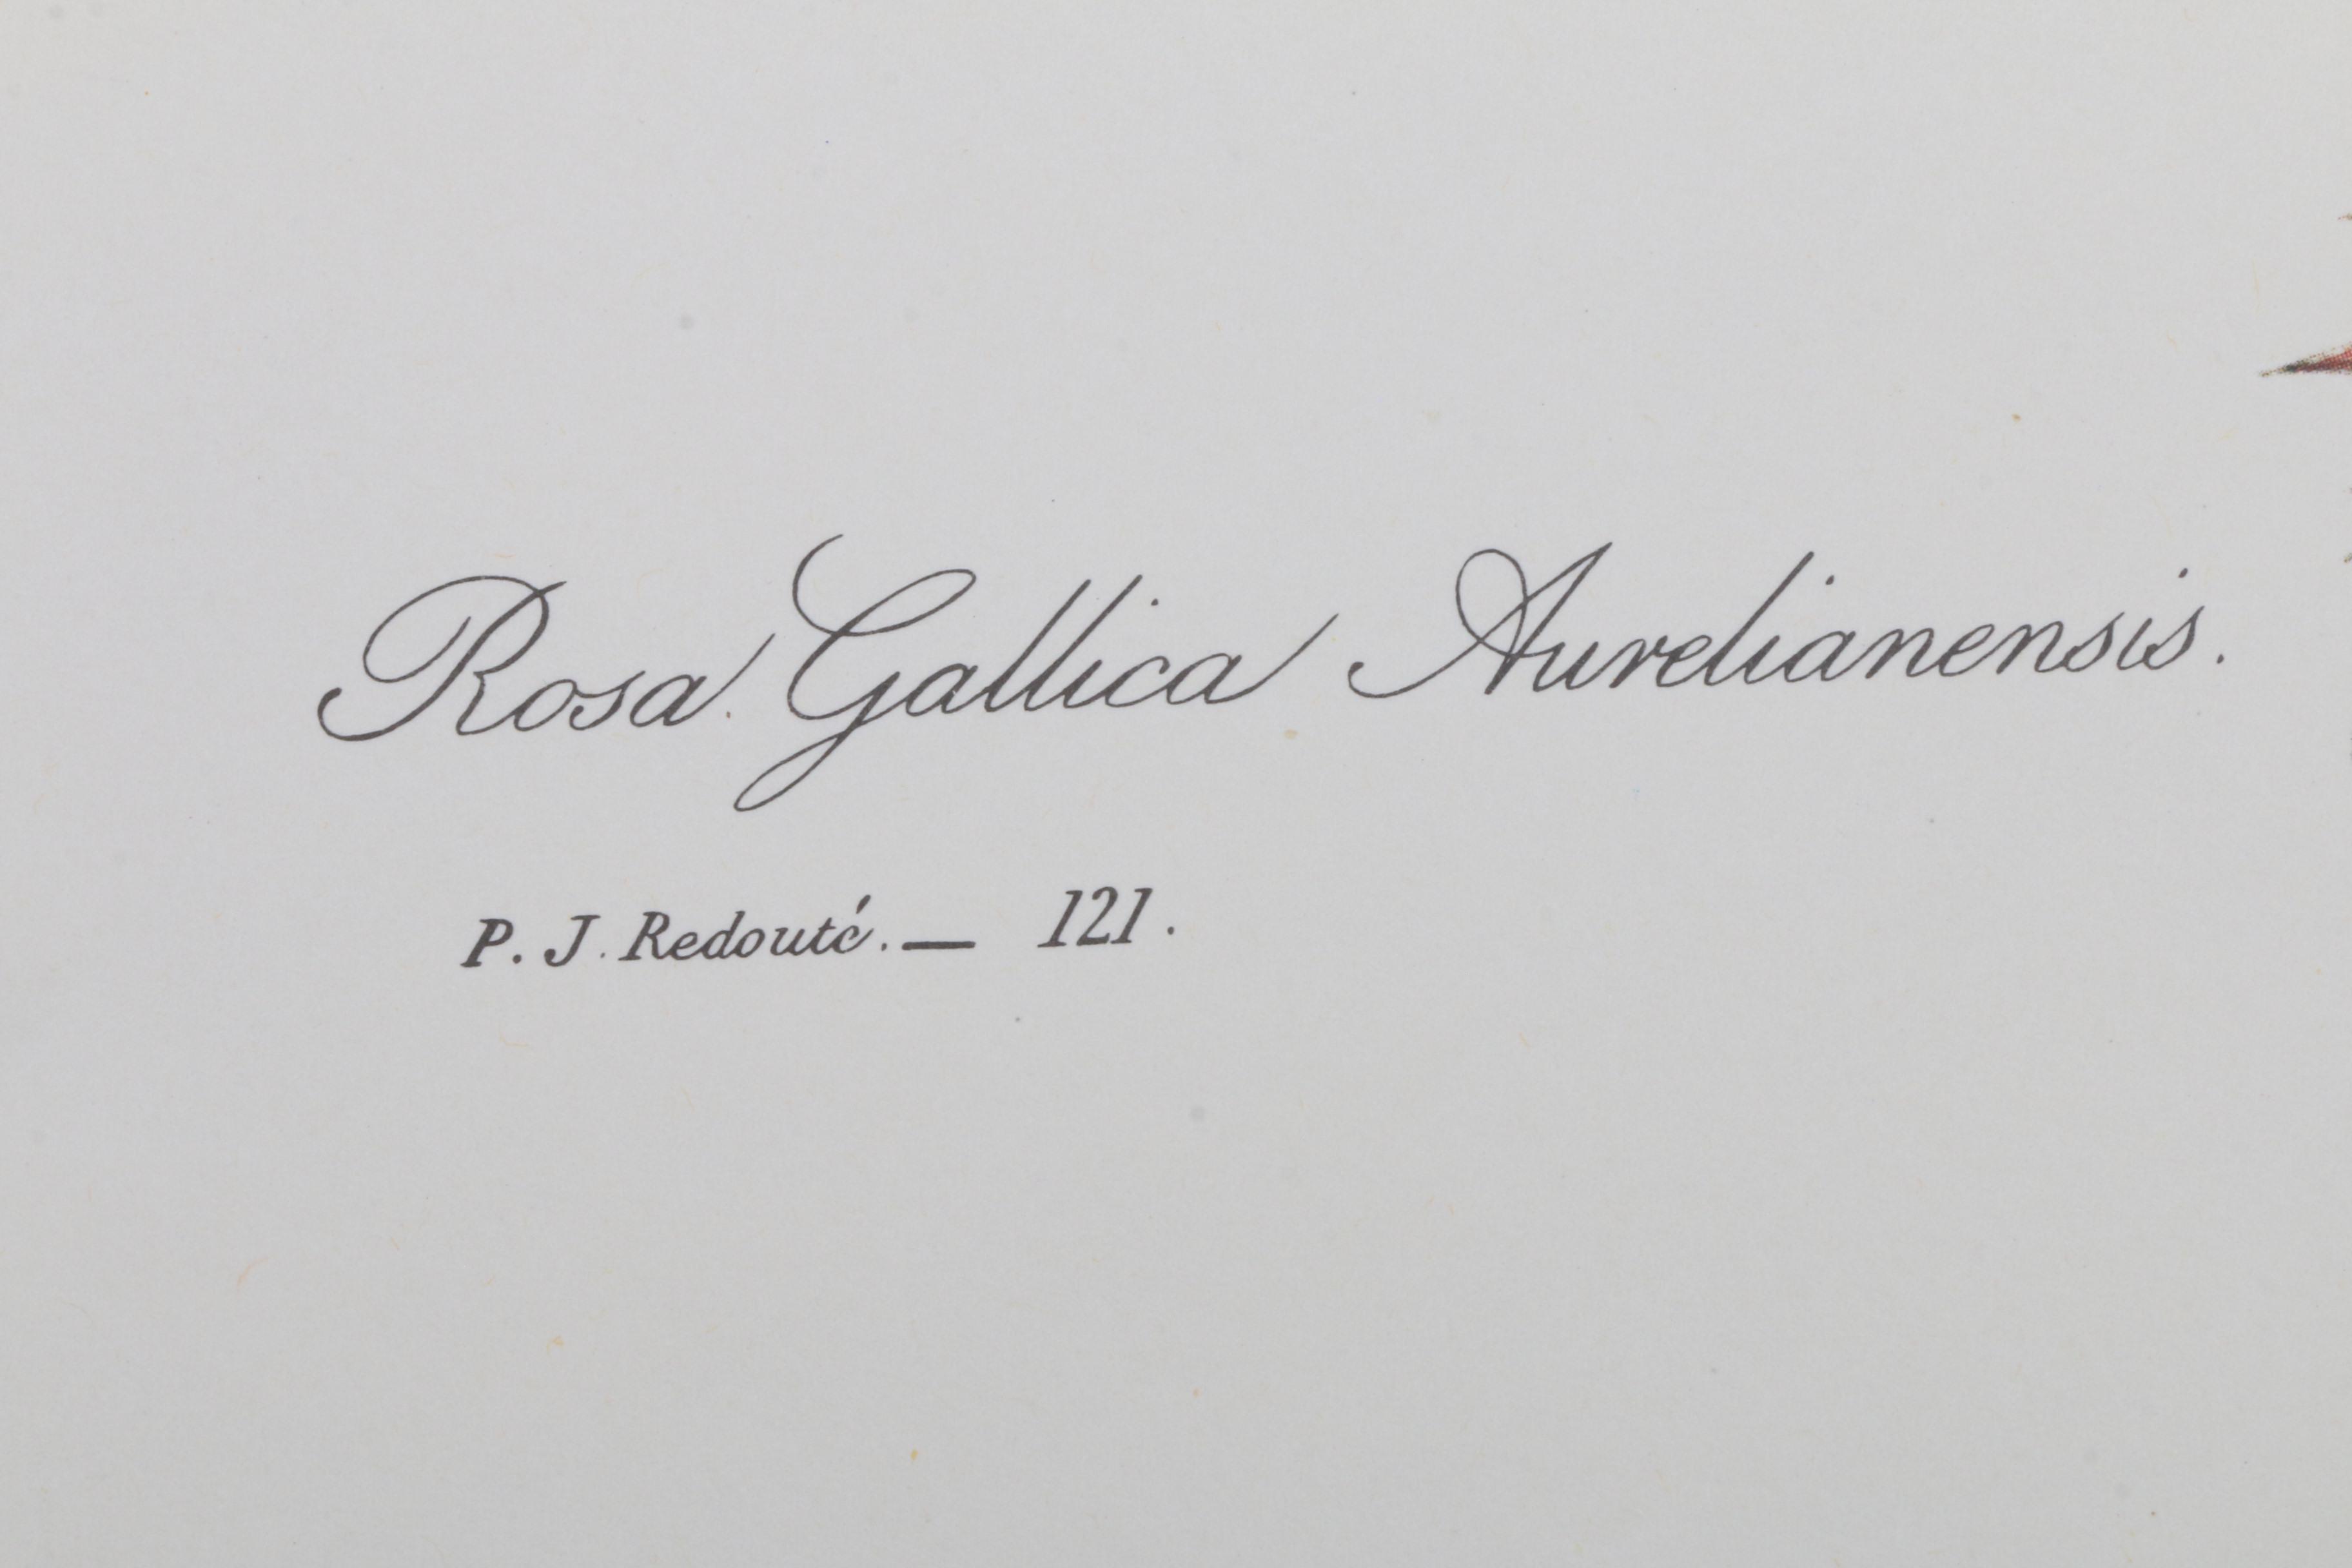 Rosa Gallica Aurelianensis.
P. J. Redouté. — 121.